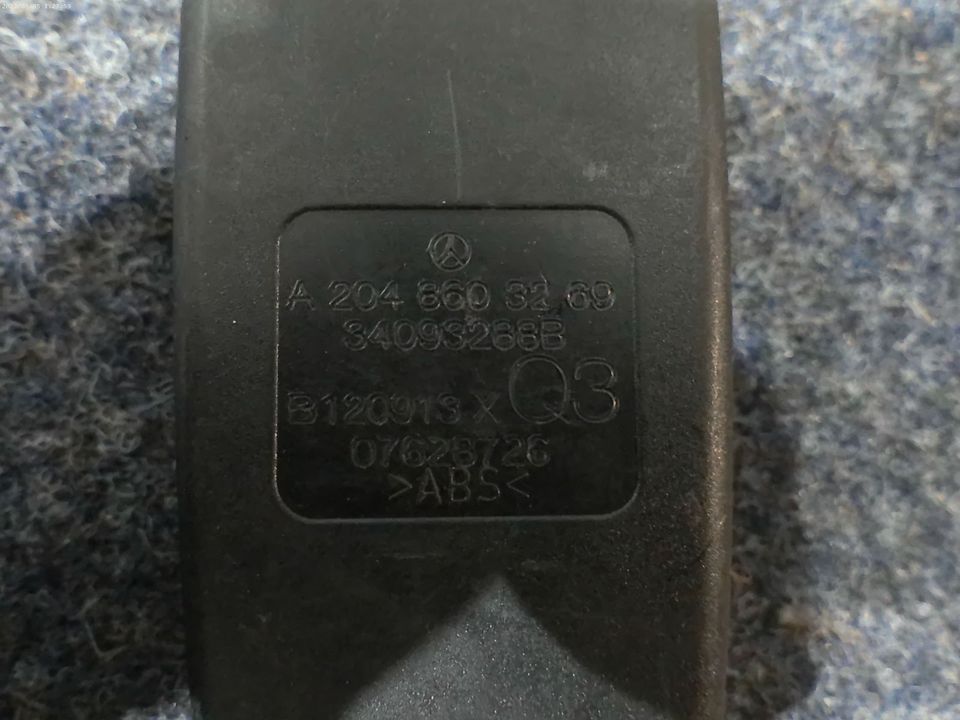 A 204 860 32 69
34093288B
B120913 X Q3
07628726
>ABS<